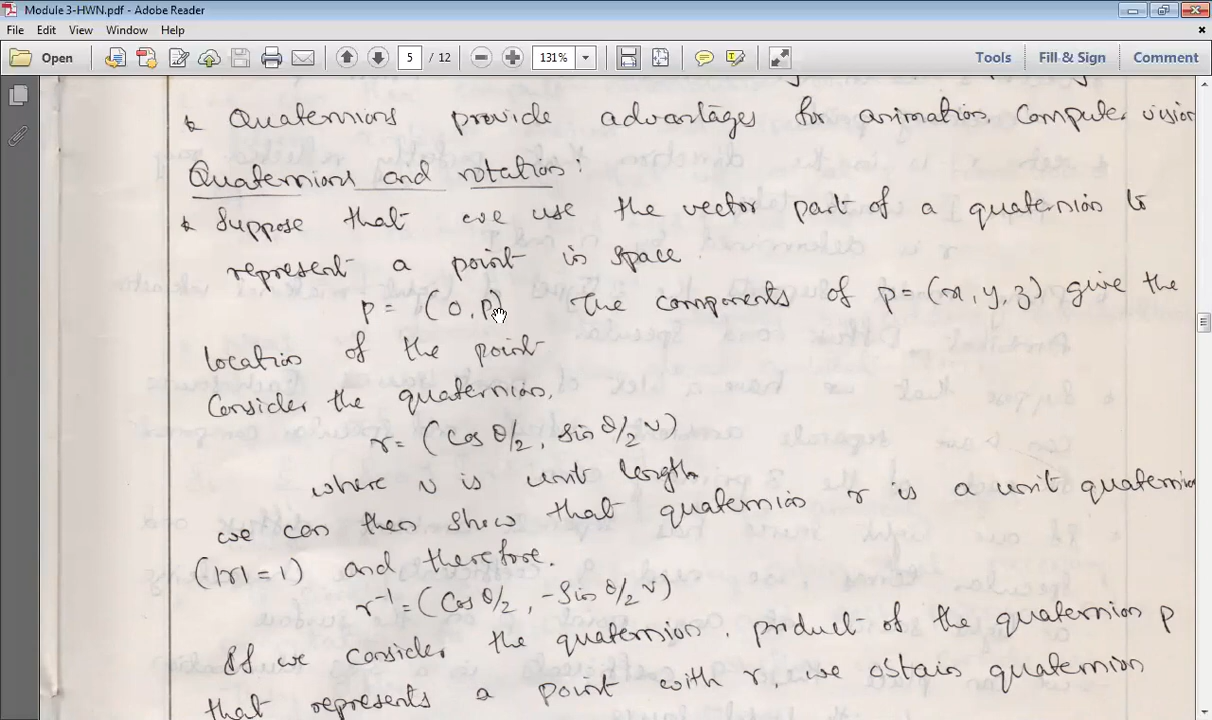 Module 3-HWN.pdf - Adobe Reader
File Edit View Window Help
Open 5 / 12 131% Tools Fill & Sign Comment
* Quaternions provide advantages for animation, Computer vision
Quaternions and rotation:
* Suppose that we use the vector part of a quaternion to
represent a point in space
p = (0, P) The components of p = (x, y, z) give the
location of the point
Consider the quaternion,
r = (Cos θ/2, Sin θ/2 v)
where v is unit length
we can then show that quaternion r is a unit quaternion
(|r| = 1) and therefore.
r⁻¹ = (Cos θ/2, -Sin θ/2 v)
If we consider the quaternion product of the quaternion p
that represents a point with r, we obtain quaternion